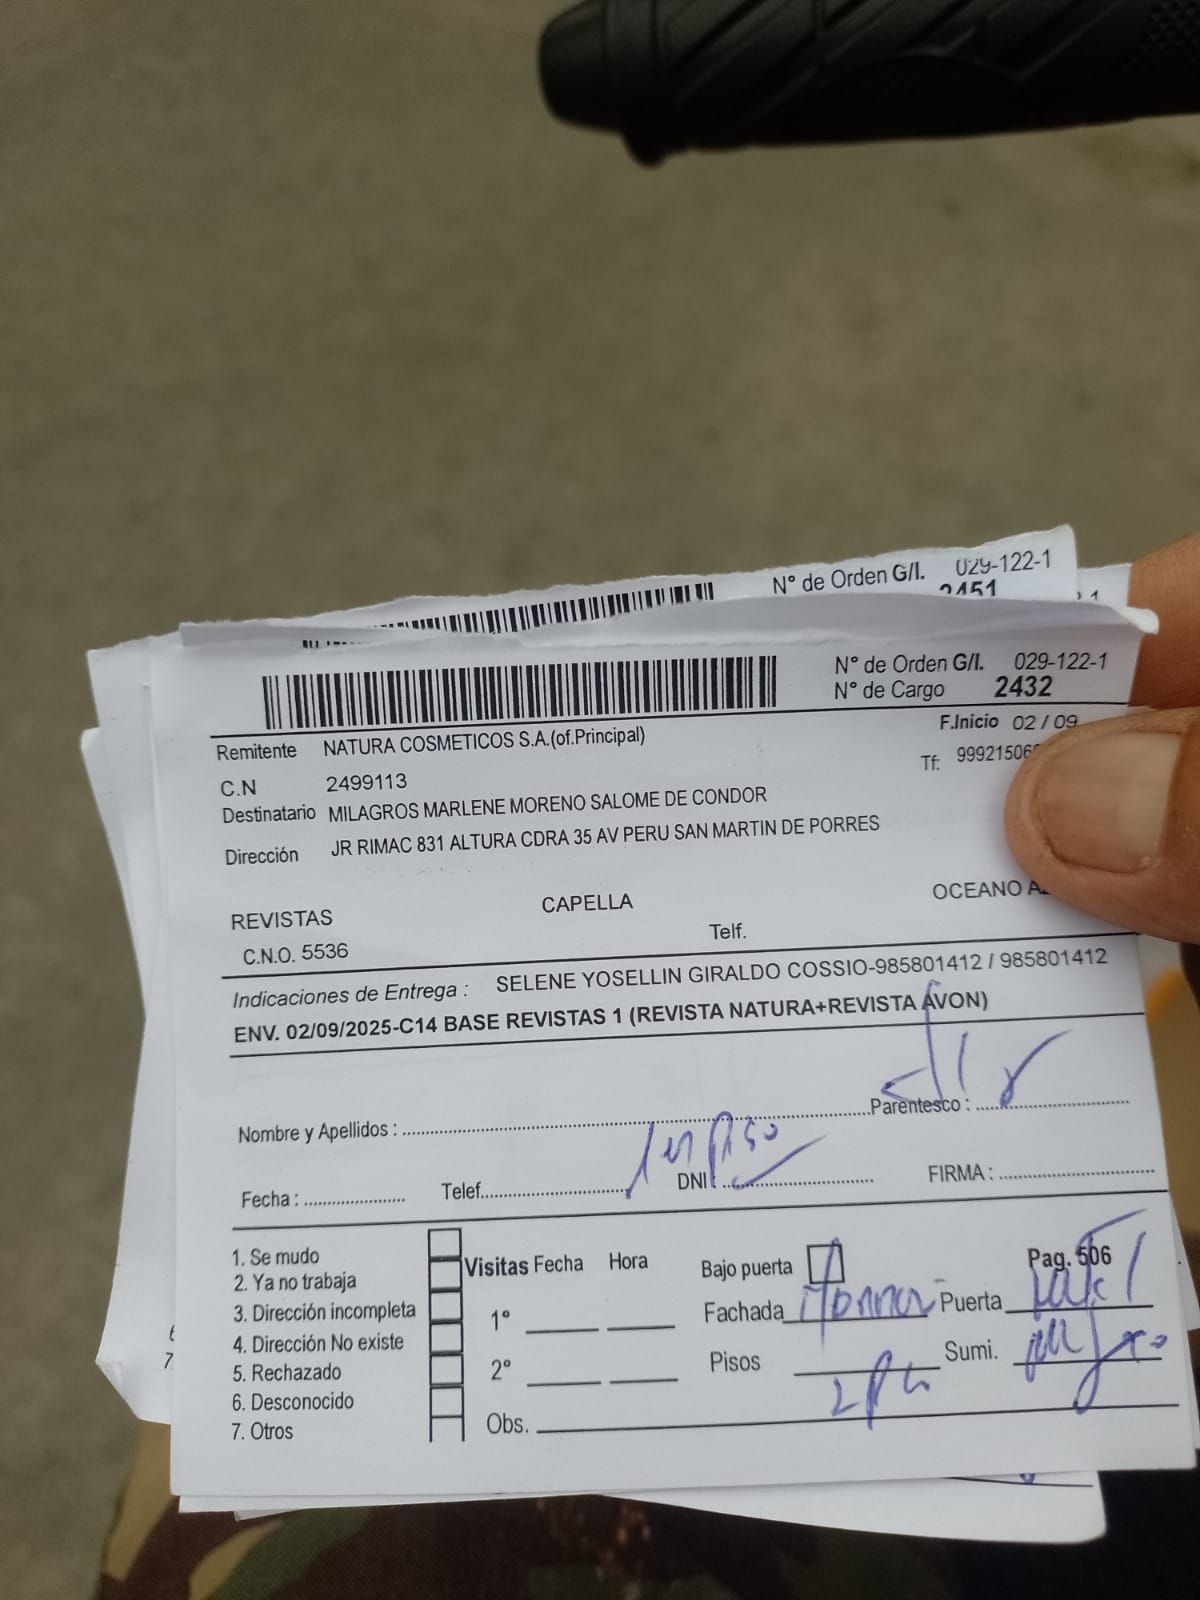 N° de Orden G/I. 029-122-1
2451
N° de Orden G/I. 029-122-1
N° de Cargo 2432
F.Inicio 02 / 09
Remitente NATURA COSMETICOS S.A.(of.Principal)
Tf: 99921506
C.N 2499113
Destinatario MILAGROS MARLENE MORENO SALOME DE CONDOR
Dirección JR RIMAC 831 ALTURA CDRA 35 AV PERU SAN MARTIN DE PORRES
REVISTAS CAPELLA OCEANO
C.N.O. 5536 Telf.
Indicaciones de Entrega : SELENE YOSELLIN GIRALDO COSSIO-985801412 / 985801412
ENV. 02/09/2025-C14 BASE REVISTAS 1 (REVISTA NATURA+REVISTA AVON)
Nombre y Apellidos : Parentesco :
1er piso
Fecha : Telef. DNI : FIRMA :
1. Se mudo
2. Ya no trabaja
3. Dirección incompleta
4. Dirección No existe
5. Rechazado
6. Desconocido
7. Otros
Visitas Fecha Hora
1°
2°
Obs.
Bajo puerta Pag. 506
Fachada Puerta
Pisos Sumi.
7